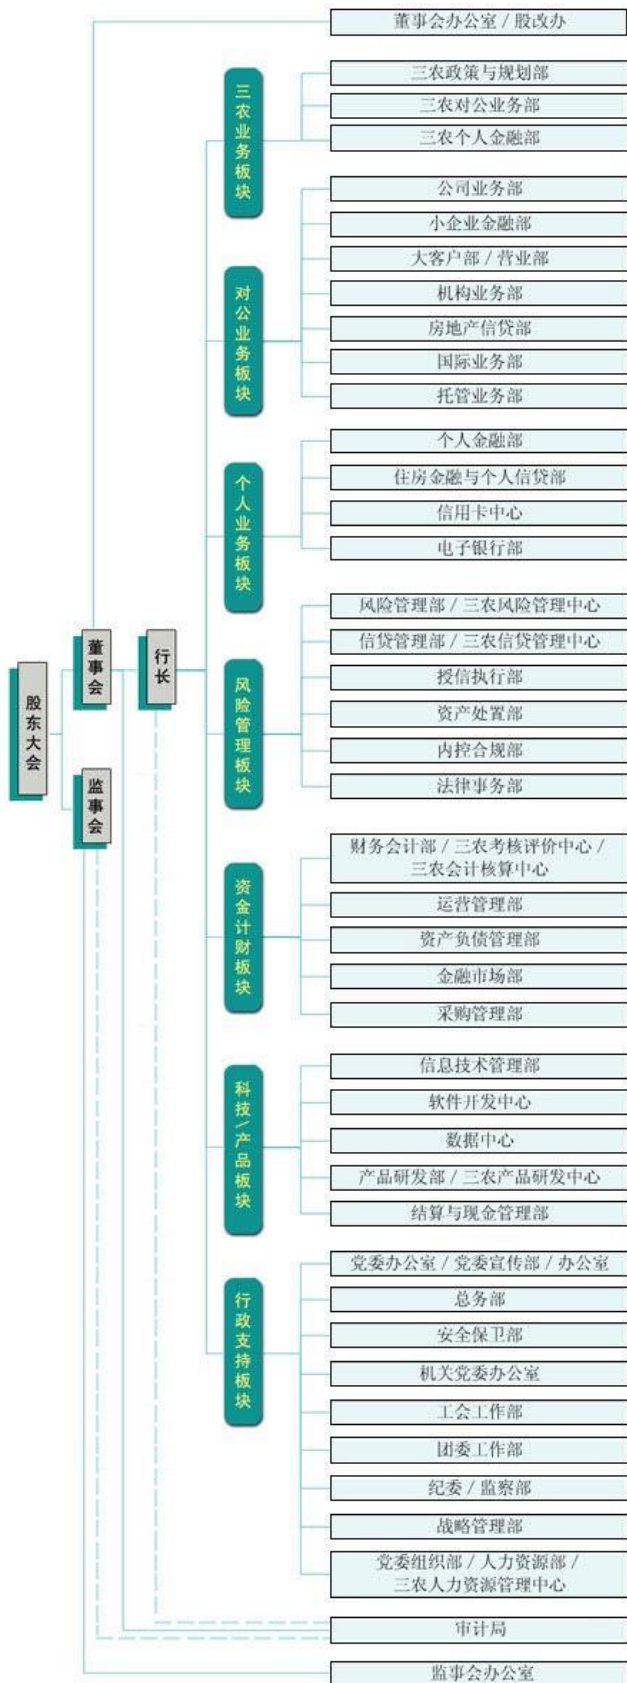 董事会办公室 / 股改办
三农业务板块
三农政策与规划部
三农对公业务部
三农个人金融部
对公业务板块
公司业务部
小企业金融部
大客户部 / 营业部
机构业务部
房地产信贷部
国际业务部
托管业务部
个人业务板块
个人金融部
住房金融与个人信贷部
信用卡中心
电子银行部
股东大会
董事会
监事会
行长
风险管理板块
风险管理部 / 三农风险管理中心
信贷管理部 / 三农信贷管理中心
授信执行部
资产处置部
内控合规部
法律事务部
资金计财板块
财务会计部 / 三农考核评价中心 /
三农会计核算中心
运营管理部
资产负债管理部
金融市场部
采购管理部
科技/产品板块
信息技术管理部
软件开发中心
数据中心
产品研发部 / 三农产品研发中心
结算与现金管理部
行政支持板块
党委办公室 / 党委宣传部 / 办公室
总务部
安全保卫部
机关党委办公室
工会工作部
团委工作部
纪委 / 监察部
战略管理部
党委组织部 / 人力资源部 /
三农人力资源管理中心
审计局
监事会办公室